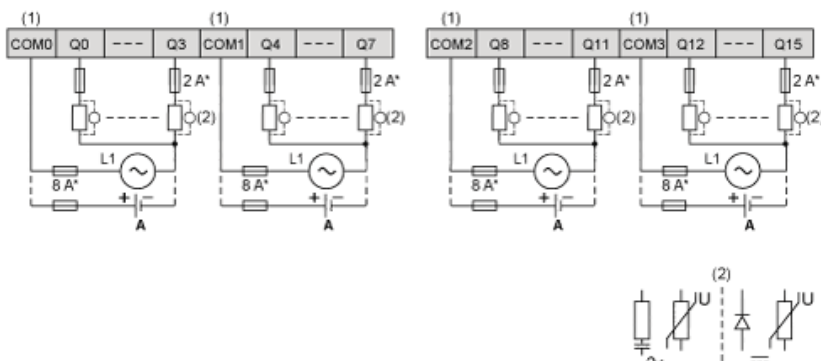 (1) (1) (1) (1)
COM0 Q0 --- Q3 COM1 Q4 --- Q7 COM2 Q8 --- Q11 COM3 Q12 --- Q15
2 A* 2 A* 2 A* 2 A*
(2) (2) (2) (2)
L1 L1 L1 L1
8 A* 8 A* 8 A* 8 A*
+ − + − + − + −
A A A A
(2)
U U